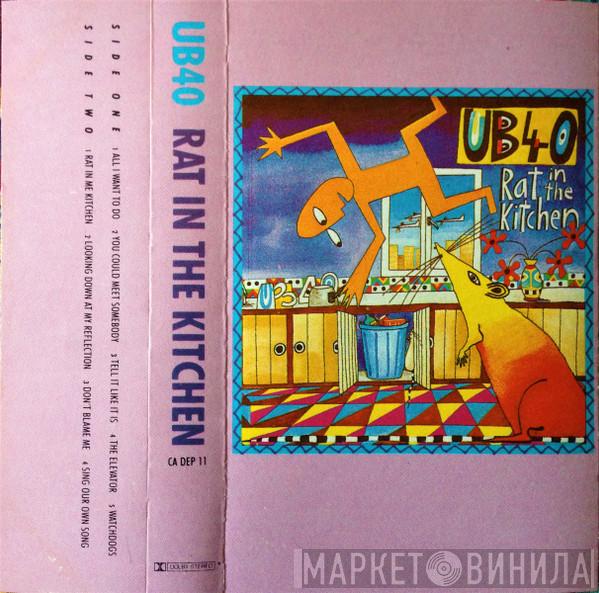 SIDE ONE 1 ALL I WANT TO DO 2 YOU COULD MEET SOMEBODY 3 TELL IT LIKE IT IS 4 THE ELEVATOR 5 WATCHDOGS
SIDE TWO 1 RAT IN ME KITCHEN 2 LOOKING DOWN AT MY REFLECTION 3 DON'T BLAME ME 4 SING OUR OWN SONG
UB40 RAT IN THE KITCHEN
CA DEP 11
DOLBY STEREO
UB40
Rat in
the
Kitchen
UB40
МАРКЕТ ВИНИЛА